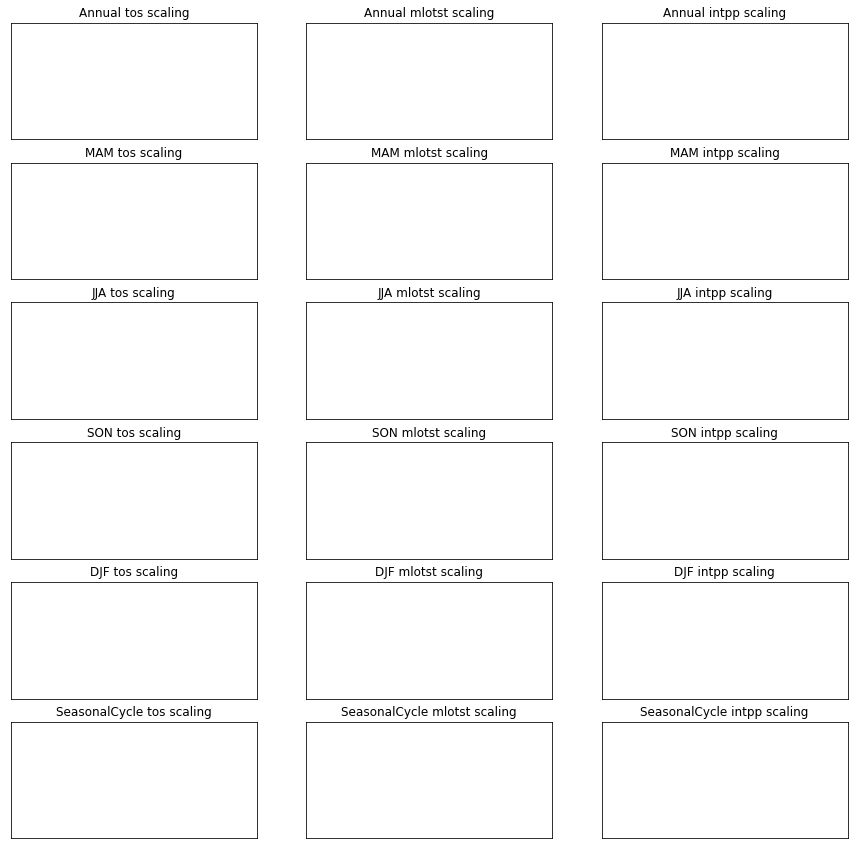 Annual tos scaling
Annual mlotst scaling
Annual intpp scaling
MAM tos scaling
MAM mlotst scaling
MAM intpp scaling
JJA tos scaling
JJA mlotst scaling
JJA intpp scaling
SON tos scaling
SON mlotst scaling
SON intpp scaling
DJF tos scaling
DJF mlotst scaling
DJF intpp scaling
SeasonalCycle tos scaling
SeasonalCycle mlotst scaling
SeasonalCycle intpp scaling